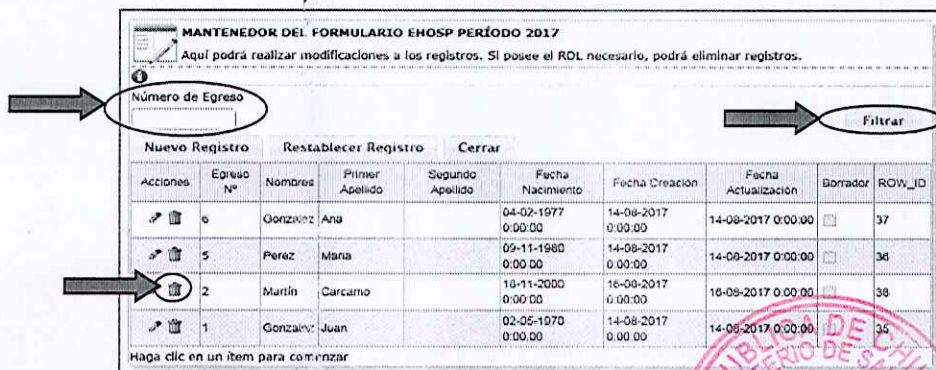 MANTENEDOR DEL FORMULARIO EHOSP PERÍODO 2017
Aquí podrá realizar modificaciones a los registros. Si posee el ROL necesario, podrá eliminar registros.
Número de Egreso
Filtrar
Nuevo Registro Restablecer Registro Cerrar
Acciones Egreso Nº Nombres Primer Apellido Segundo Apellido Fecha Nacimiento Fecha Creación Fecha Actualización Borrador ROW_ID
6 Gonzalez Ana 04-02-1977 0:00:00 14-08-2017 0:00:00 14-08-2017 0:00:00 37
5 Perez Maria 09-11-1980 0:00:00 14-08-2017 0:00:00 14-08-2017 0:00:00 36
2 Martín Carcamo 16-08-2017 0:00:00 16-08-2017 0:00:00 38
1 Gonzalez Juan 02-05-1970 0:00:00 14-08-2017 0:00:00 14-08-2017 0:00:00 35
Haga clic en un ítem para comenzar
DE